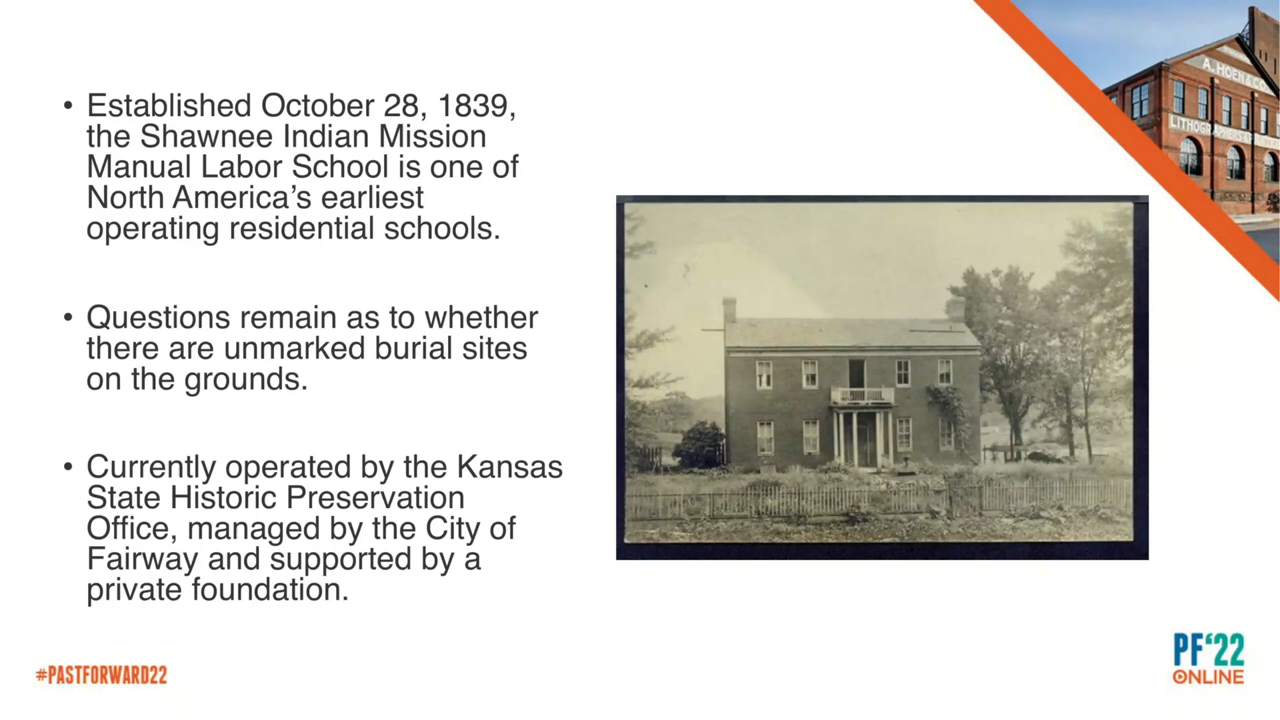 • Established October 28, 1839,
the Shawnee Indian Mission
Manual Labor School is one of
North America’s earliest
operating residential schools.
• Questions remain as to whether
there are unmarked burial sites
on the grounds.
• Currently operated by the Kansas
State Historic Preservation
Office, managed by the City of
Fairway and supported by a
private foundation.
A. HOEN & CO.
#PASTFORWARD22
PF‘22
ONLINE